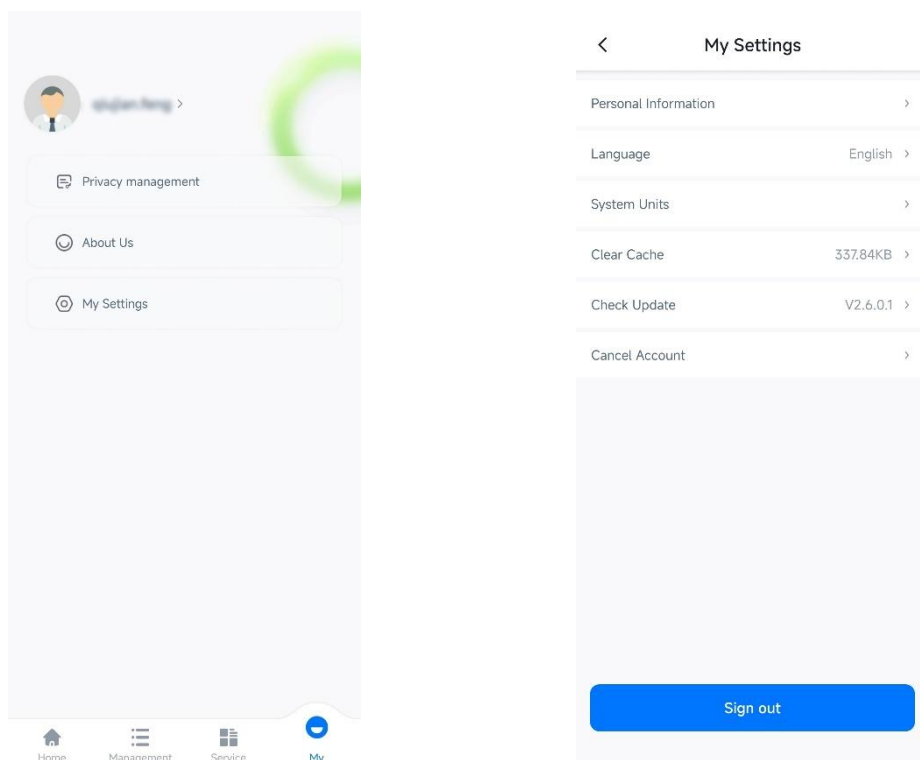 Privacy management
About Us
My Settings
Home
Management
Service
My
My Settings
Personal Information
Language
English
System Units
Clear Cache
337.84KB
Check Update
V2.6.0.1
Cancel Account
Sign out